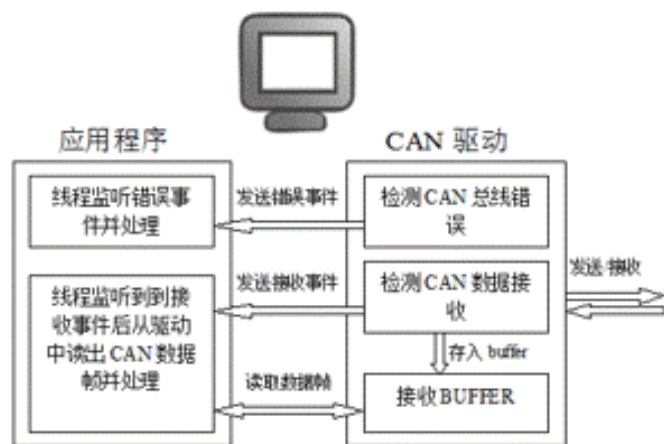 应用程序
CAN 驱动
线程监听错误事
件并处理
发送错误事件
检测CAN 总线错
误
线程监听到到接
收事件后从驱动
中读出CAN数据
帧并处理
发送接收事件
检测CAN 数据接
收
发送/接收
存入 buffer
读取数据帧
接收BUFFER